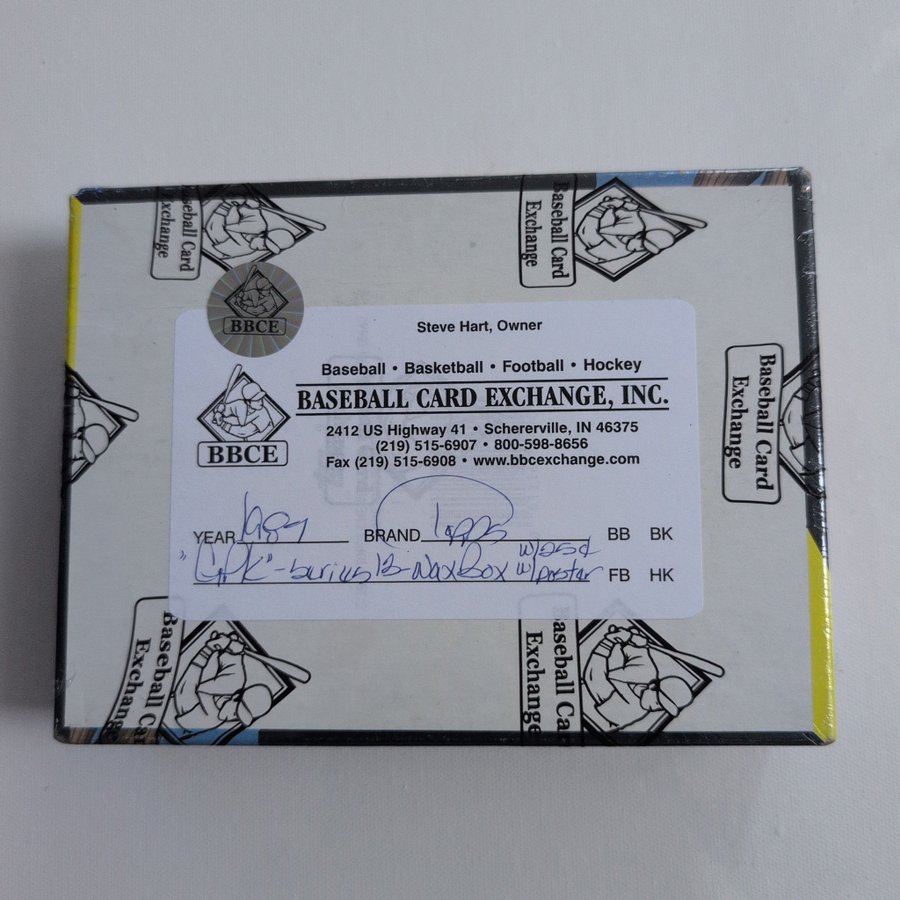 Baseball Card
Exchange
Baseball Card
Exchange
BBCE
Steve Hart, Owner
Baseball • Basketball • Football • Hockey
BASEBALL CARD EXCHANGE, INC.
BBCE
2412 US Highway 41 • Schererville, IN 46375
(219) 515-6907 • 800-598-8656
Fax (219) 515-6908 • www.bbcexchange.com
Baseball Card
Exchange
YEAR 1987 BRAND Topps BB BK
w/25¢
"GPK" - Series 13 - Wax Box w/poster FB HK
Baseball Ca
Exchange
Baseball Ca
Exchange